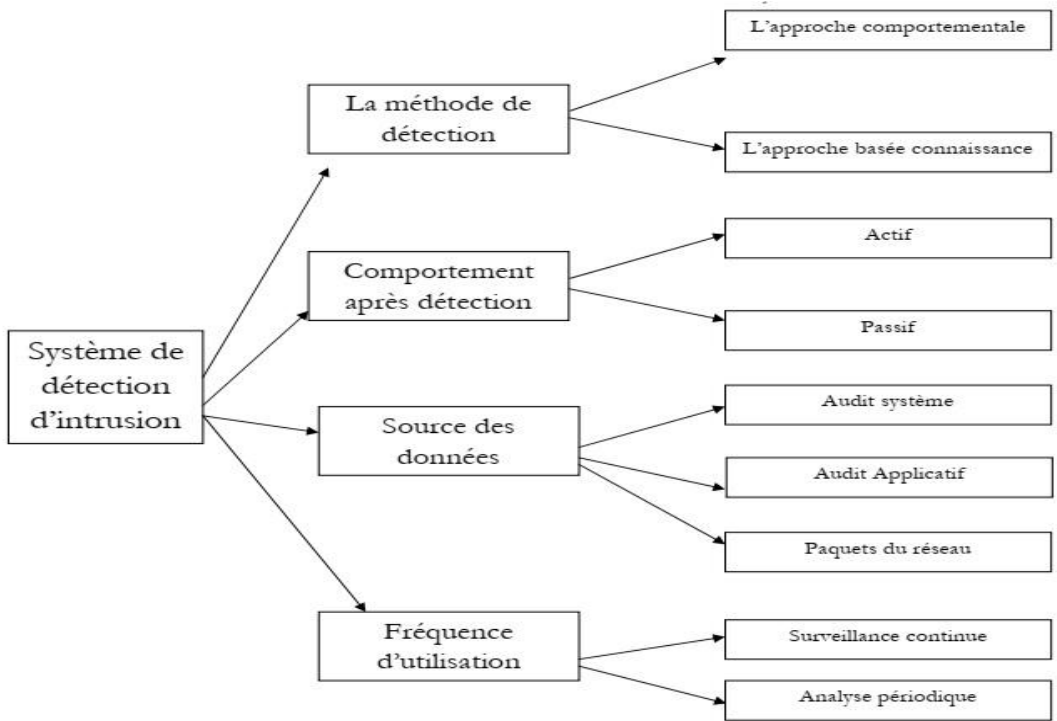 L'approche comportementale
La méthode de
détection
L'approche basée connaissance
Actif
Comportement
après détection
Passif
Système de
détection
d'intrusion
Audit système
Source des
données
Audit Applicatif
Paquets du réseau
Fréquence
d'utilisation
Surveillance continue
Analyse périodique